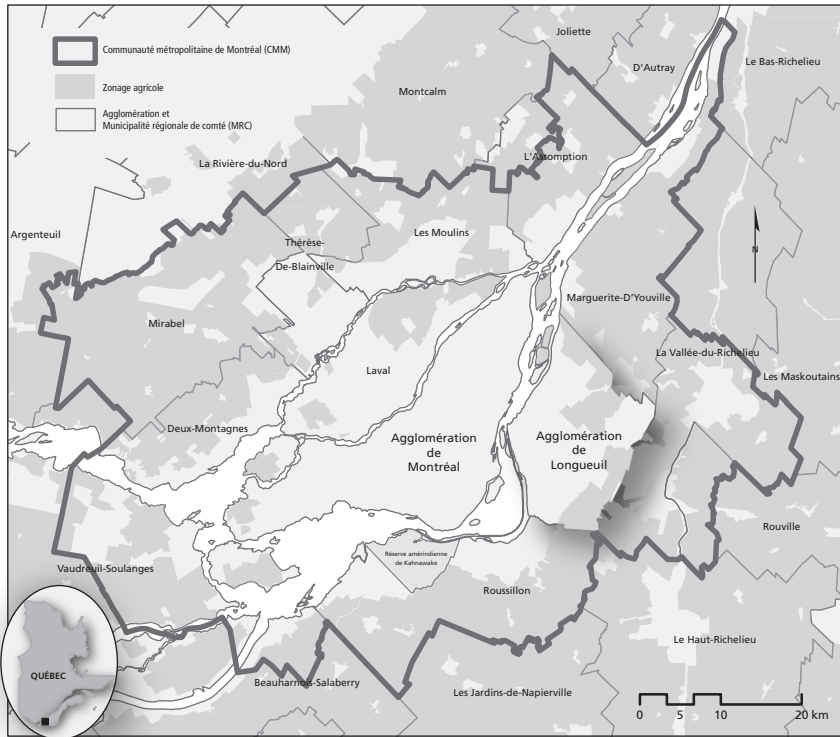 Communauté métropolitaine de Montréal (CMM)
Zonage agricole
Agglomération et
Municipalité régionale de comté (MRC)
Joliette
D'Autray
Le Bas-Richelieu
Montcalm
L'Assomption
La Rivière-du-Nord
Argenteuil
Les Moulins
Thérèse-
De-Blainville
N
Marguerite-D'Youville
Mirabel
La Vallée-du-Richelieu
Laval
Les Maskoutains
Deux-Montagnes
Agglomération
de
Montréal
Agglomération
de
Longueuil
Rouville
Réserve amérindienne
de Kahnawake
Vaudreuil-Soulanges
Roussillon
Le Haut-Richelieu
QUÉBEC
Beauharnois-Salaberry
Les Jardins-de-Napierville
0 5 10 20 km